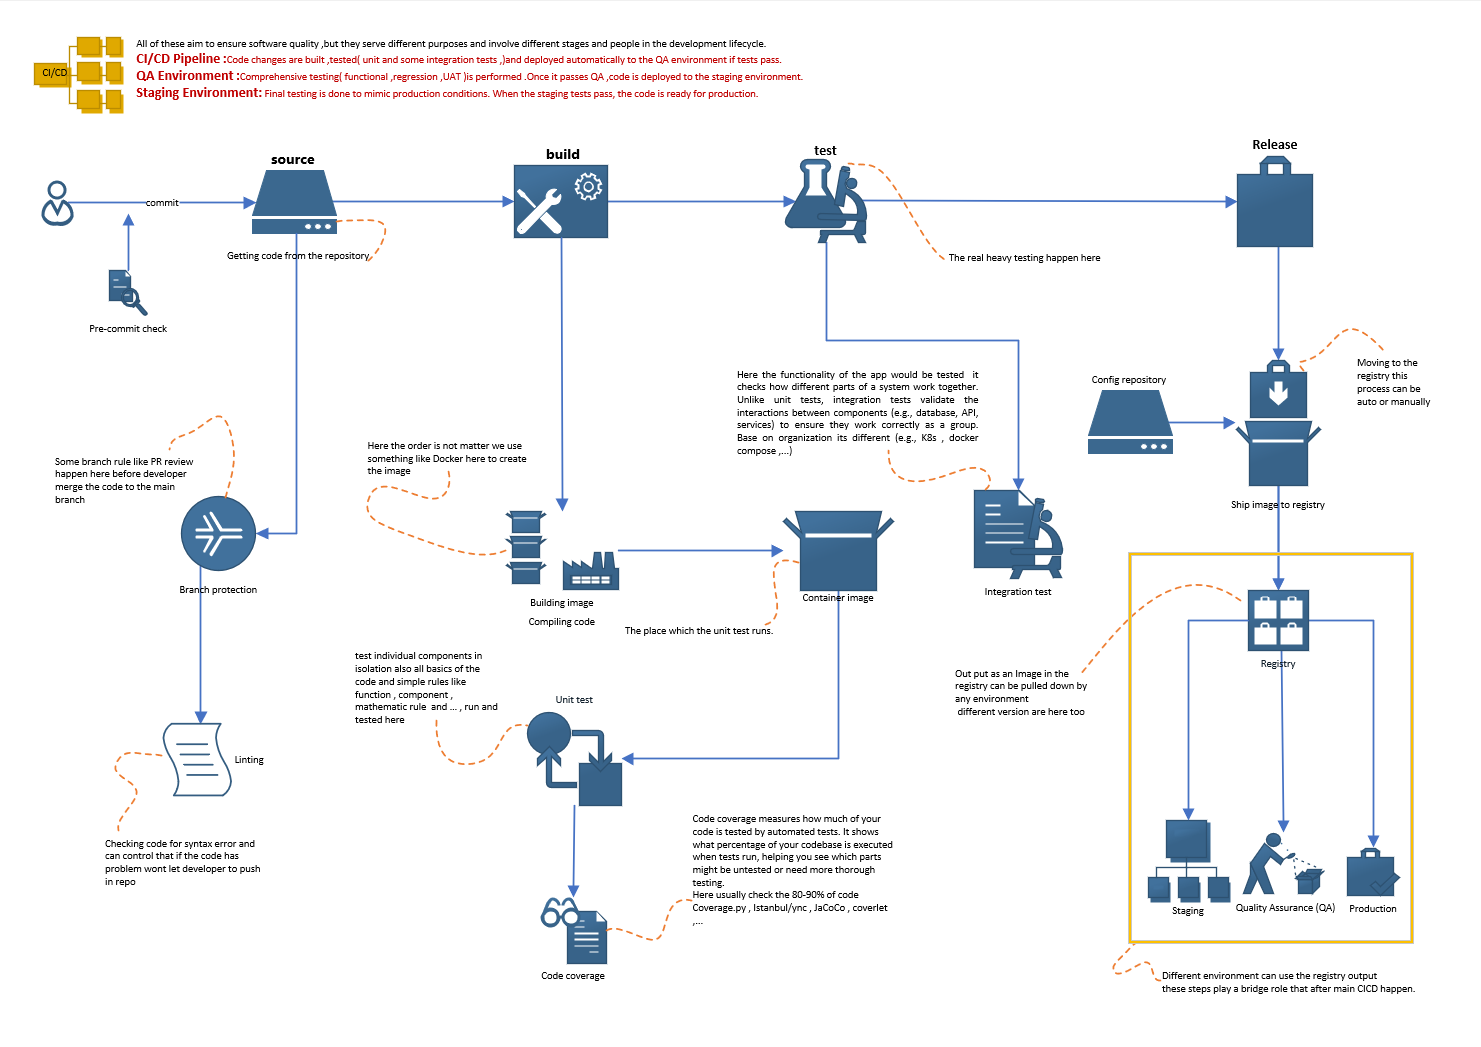 All of these aim to ensure software quality ,but they serve different purposes and involve different stages and people in the development lifecycle.
CI/CD Pipeline :Code changes are built ,tested( unit and some integration tests ,)and deployed automatically to the QA environment if tests pass.
CI/CD
QA Environment :Comprehensive testing( functional ,regression ,UAT )is performed .Once it passes QA ,code is deployed to the staging environment.
Staging Environment: Final testing is done to mimic production conditions. When the staging tests pass, the code is ready for production.
source
build
test
Release
commit
Getting code from the repository
The real heavy testing happen here
Pre-commit check
Moving to the
registry this
process can be
auto or manually
Config repository
Here the functionality of the app would be tested it
checks how different parts of a system work together.
Unlike unit tests, integration tests validate the
interactions between components (e.g., database, API,
services) to ensure they work correctly as a group.
Base on organization its different (e.g., K8s , docker
compose ,...)
Here the order is not matter we use
something like Docker here to create
the image
Some branch rule like PR review
happen here before developer
merge the code to the main
branch
Ship image to registry
Branch protection
Building image
Compiling code
Container image
Integration test
The place which the unit test runs.
test individual components in
isolation also all basics of the
code and simple rules like
function , component ,
mathematic rule and ... , run and
tested here
Registry
Out put as an Image in the
registry can be pulled down by
any environment
different version are here too
Unit test
Linting
Checking code for syntax error and
can control that if the code has
problem wont let developer to push
in repo
Code coverage measures how much of your
code is tested by automated tests. It shows
what percentage of your codebase is executed
when tests run, helping you see which parts
might be untested or need more thorough
testing.
Here usually check the 80-90% of code
Coverage.py , Istanbul/ync , JaCoCo , coverlet
,...
Staging
Quality Assurance (QA)
Production
Code coverage
Different environment can use the registry output
these steps play a bridge role that after main CICD happen.